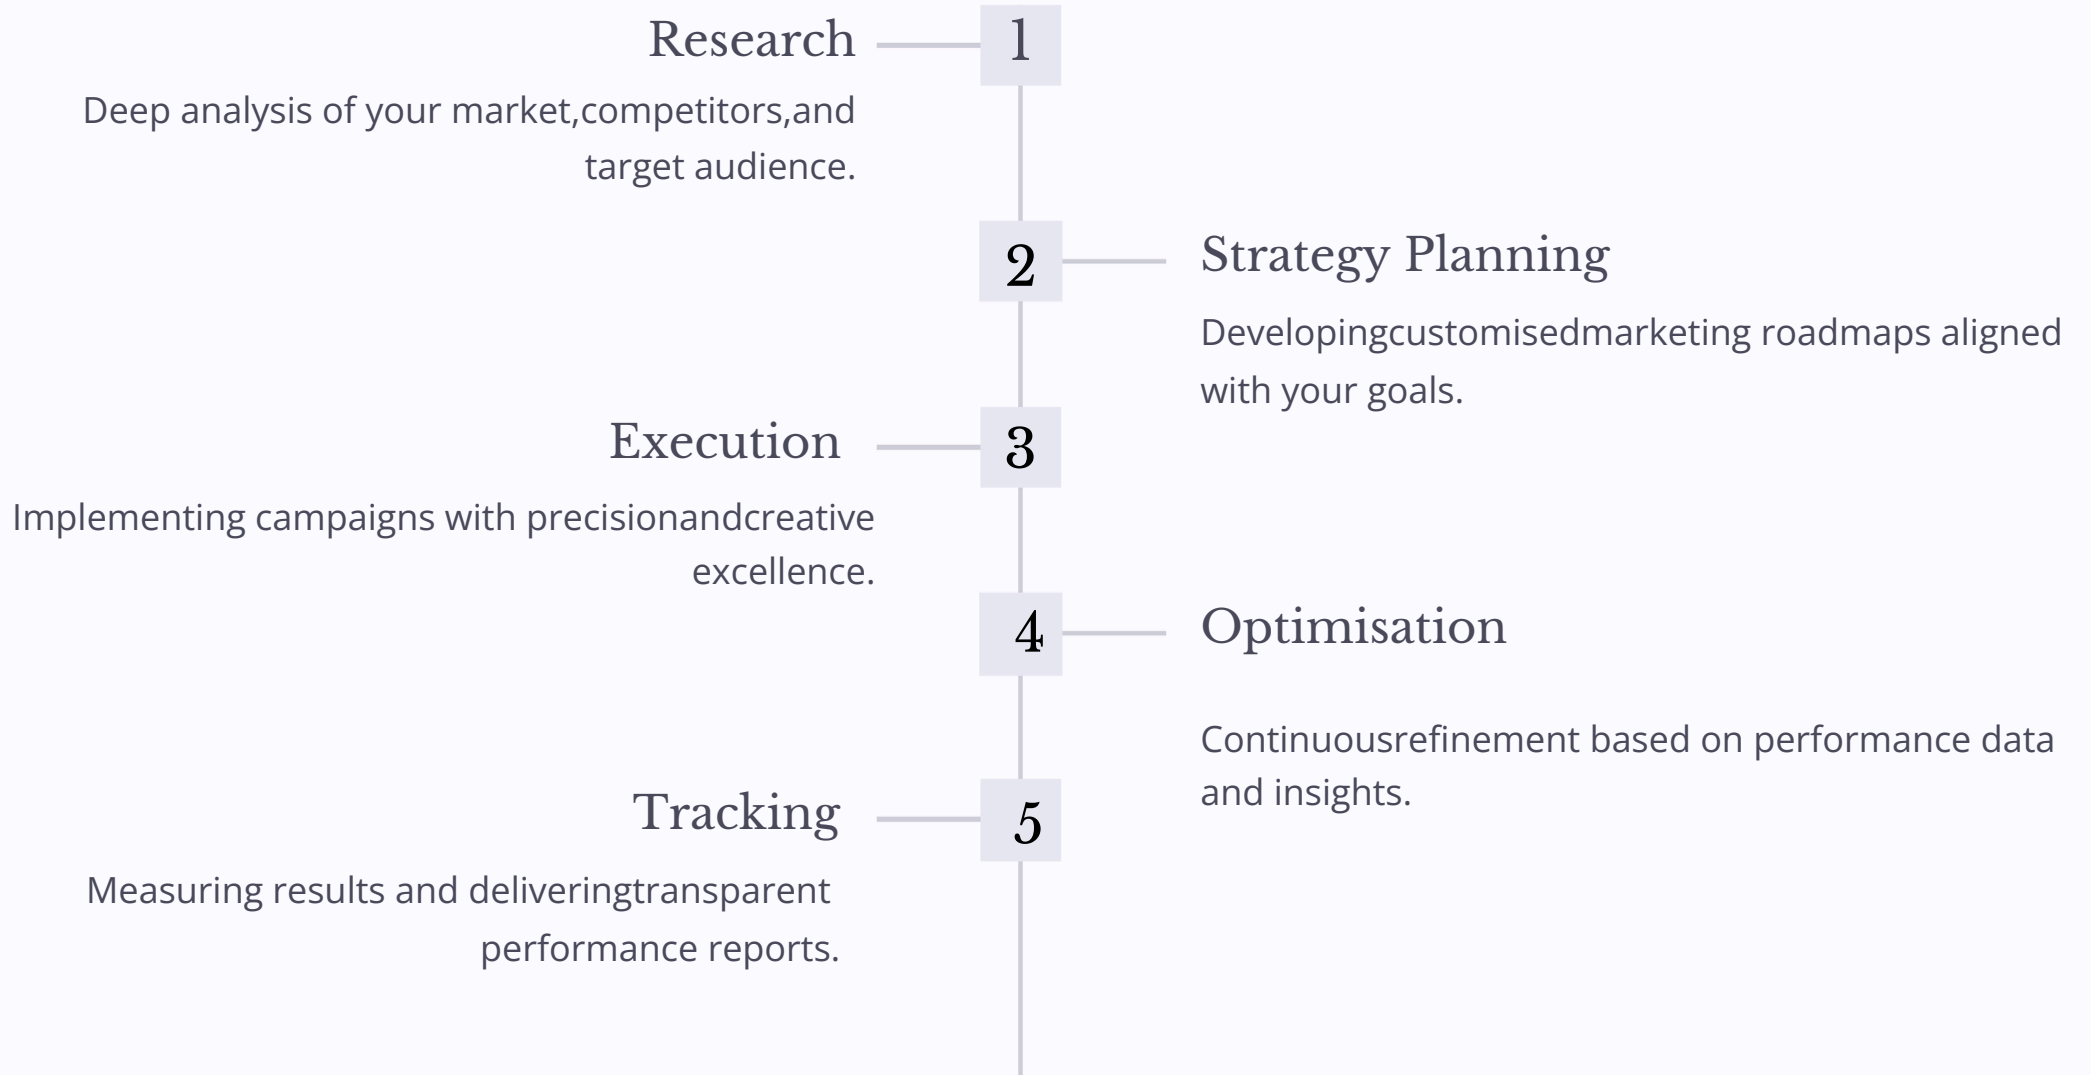 Research
1
Deep analysis of your market,competitors,and
target audience.
2
Strategy Planning
Developingcustomisedmarketing roadmaps aligned
with your goals.
Execution
3
Implementing campaigns with precisionandcreative
excellence.
4
Optimisation
Continuousrefinement based on performance data
and insights.
Tracking
5
Measuring results and deliveringtransparent
performance reports.